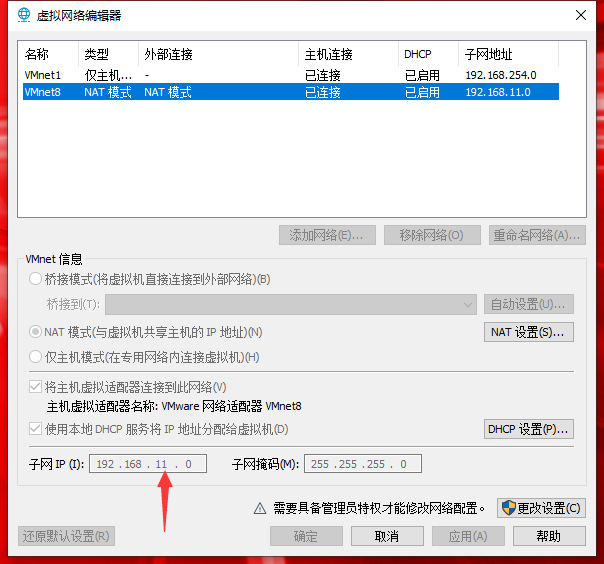 虚拟网络编辑器
名称 类型 外部连接 主机连接 DHCP 子网地址
VMnet1 仅主机... - 已连接 已启用 192.168.254.0
VMnet8 NAT 模式 NAT 模式 已连接 已启用 192.168.11.0
添加网络(E)... 移除网络(O) 重命名网络(A)...
VMnet 信息
桥接模式(将虚拟机直接连接到外部网络)(B)
桥接到(T): 自动设置(U)...
NAT 模式(与虚拟机共享主机的 IP 地址)(N) NAT 设置(S)...
仅主机模式(在专用网络内连接虚拟机)(H)
将主机虚拟适配器连接到此网络(V)
主机虚拟适配器名称: VMware 网络适配器 VMnet8
使用本地 DHCP 服务将 IP 地址分配给虚拟机(D) DHCP 设置(P)...
子网 IP (I): 192 . 168 . 11 . 0 子网掩码(M): 255 . 255 . 255 . 0
需要具备管理员特权才能修改网络配置。 更改设置(C)
还原默认设置(R) 确定 取消 应用(A) 帮助